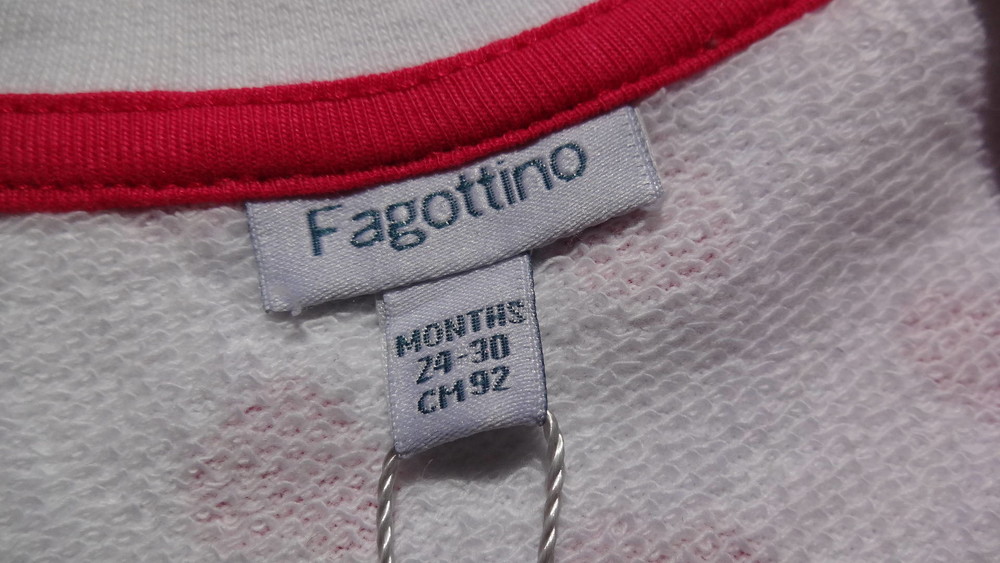 Fagottino
MONTHS
24-30
CM 92